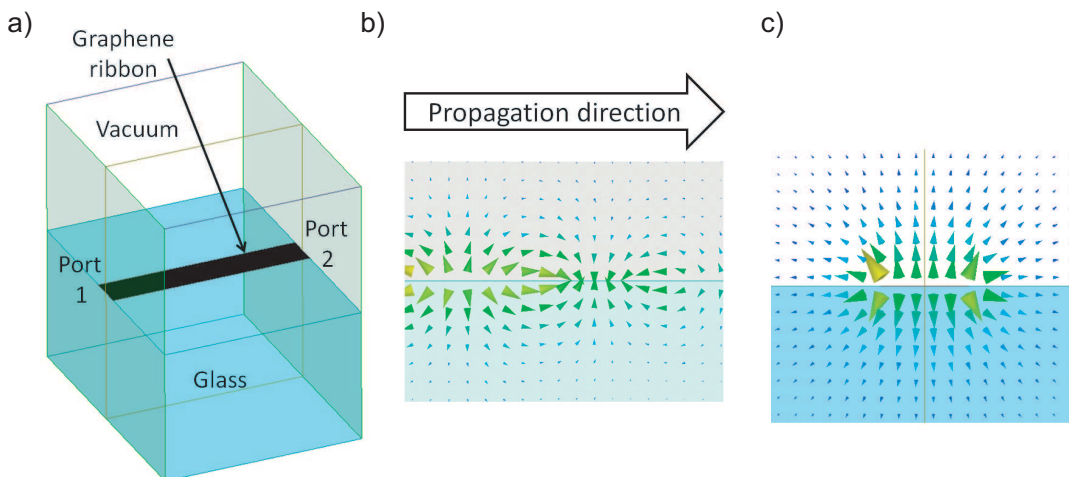 a)
Graphene
ribbon
Vacuum
Port
1
Port
2
Glass
b)
Propagation direction
c)